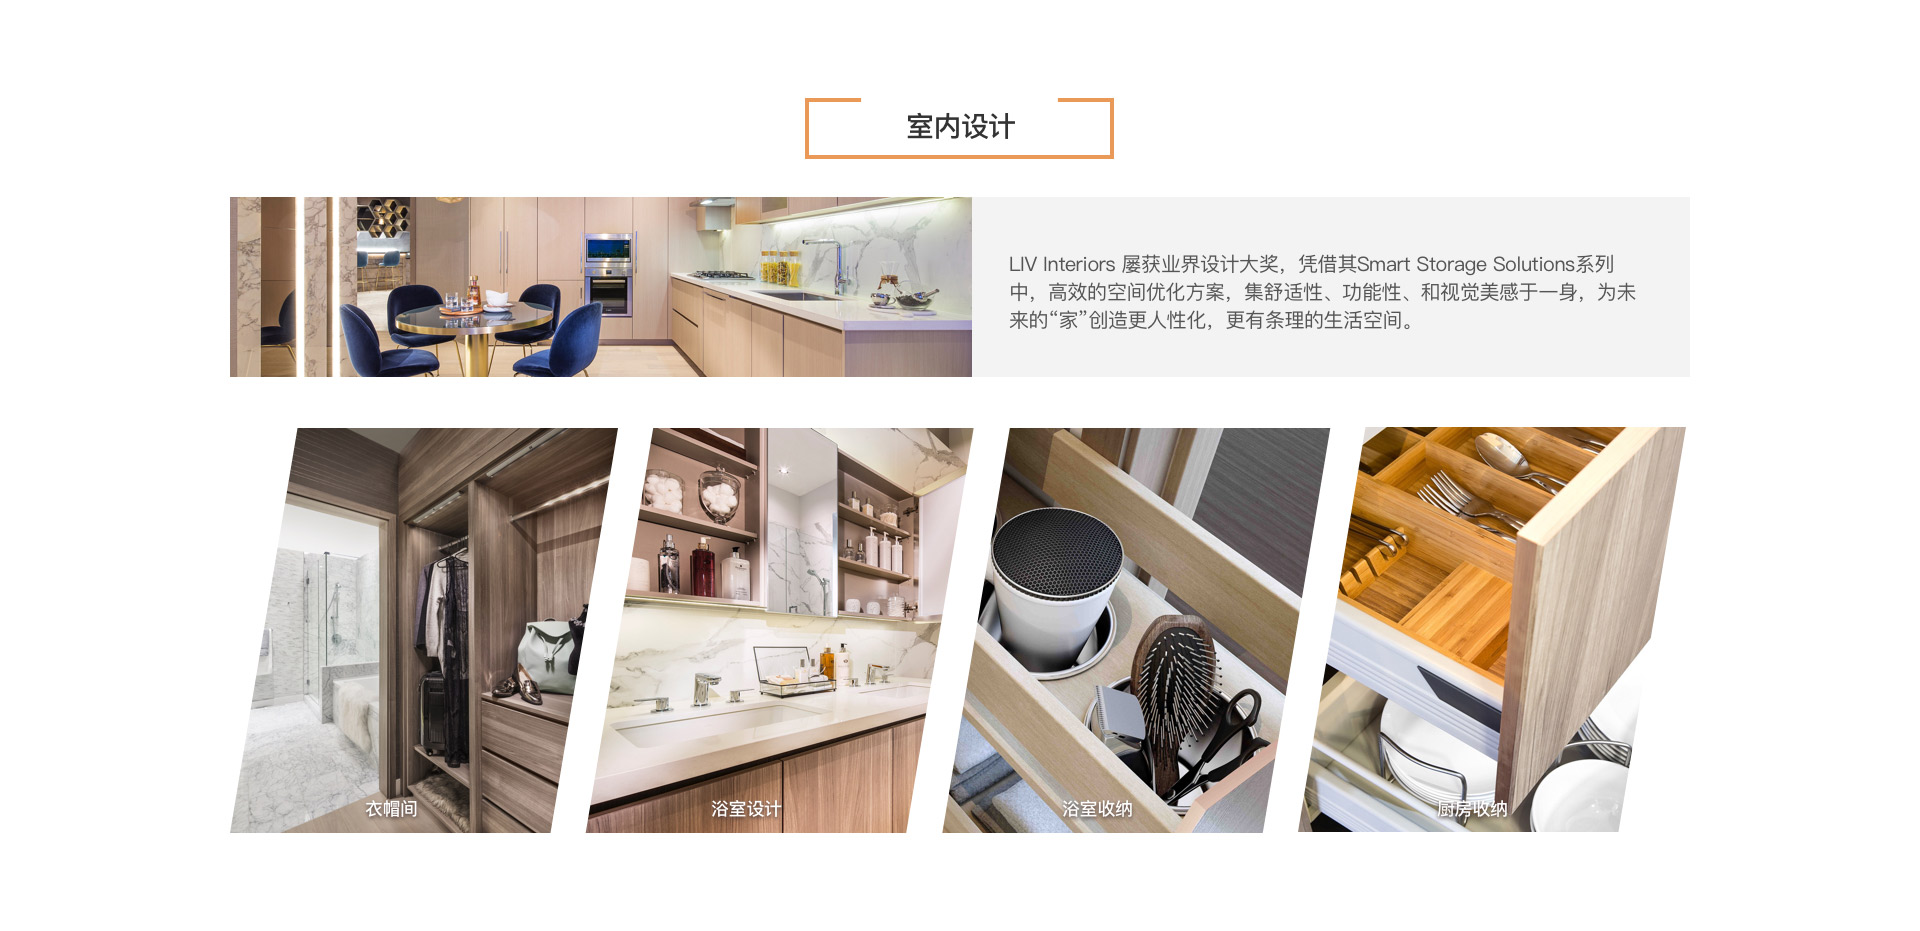 室内设计
LIV Interiors 屡获业界设计大奖，凭借其Smart Storage Solutions系列
中，高效的空间优化方案，集舒适性、功能性、和视觉美感于一身，为未
来的“家”创造更人性化，更有条理的生活空间。
衣帽间
浴室设计
浴室收纳
厨房收纳